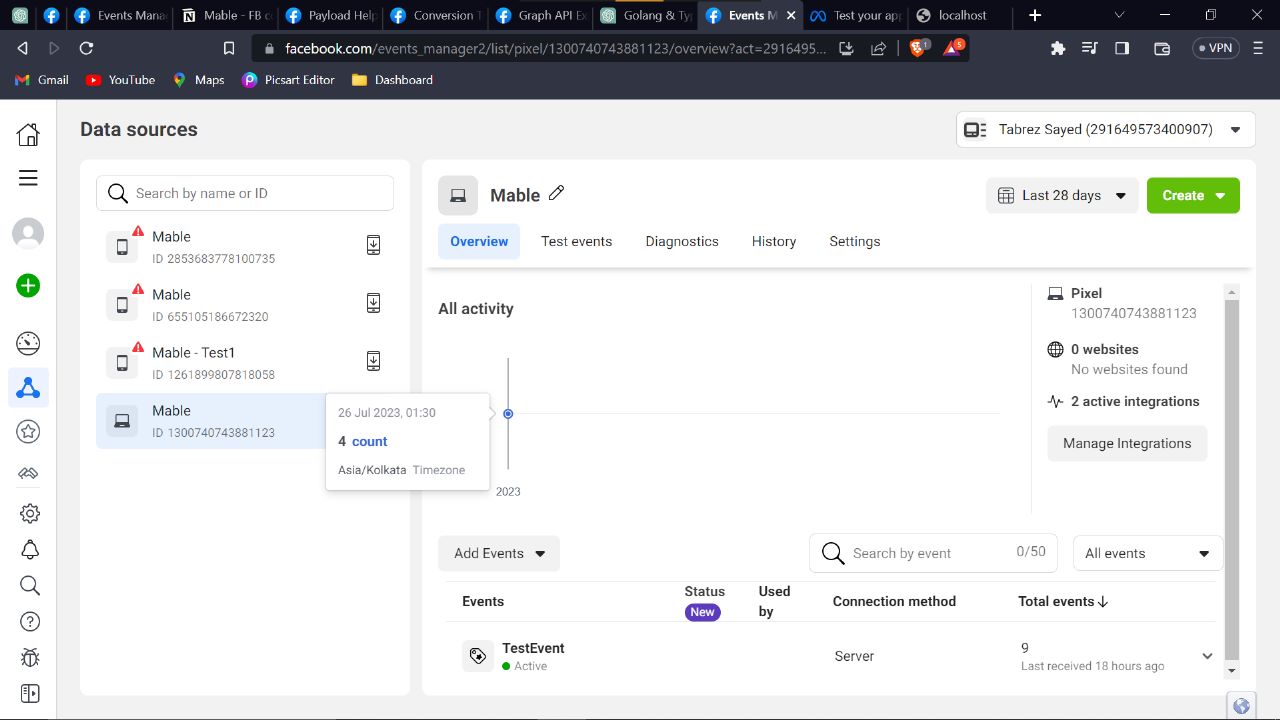 Events Mana
Mable - FB co
Payload Help
Conversion T
Graph API Ex
Golang & Ty
Events M
Test your app
localhost
facebook.com/events_manager2/list/pixel/1300740743881123/overview?act=2916495...
1
5
VPN
Gmail
YouTube
Maps
Picsart Editor
Dashboard
Data sources
Tabrez Sayed (291649573400907)
Search by name or ID
Mable
ID 2853683778100735
Mable
ID 655105186672320
Mable - Test1
ID 1261899807818058
Mable
ID 1300740743881123
26 Jul 2023, 01:30
4 count
Asia/Kolkata Timezone
Mable
Last 28 days
Create
Overview
Test events
Diagnostics
History
Settings
All activity
2023
Pixel
1300740743881123
0 websites
No websites found
2 active integrations
Manage Integrations
Add Events
Search by event
0/50
All events
Events
Status
New
Used
by
Connection method
Total events
TestEvent
Active
Server
9
Last received 18 hours ago